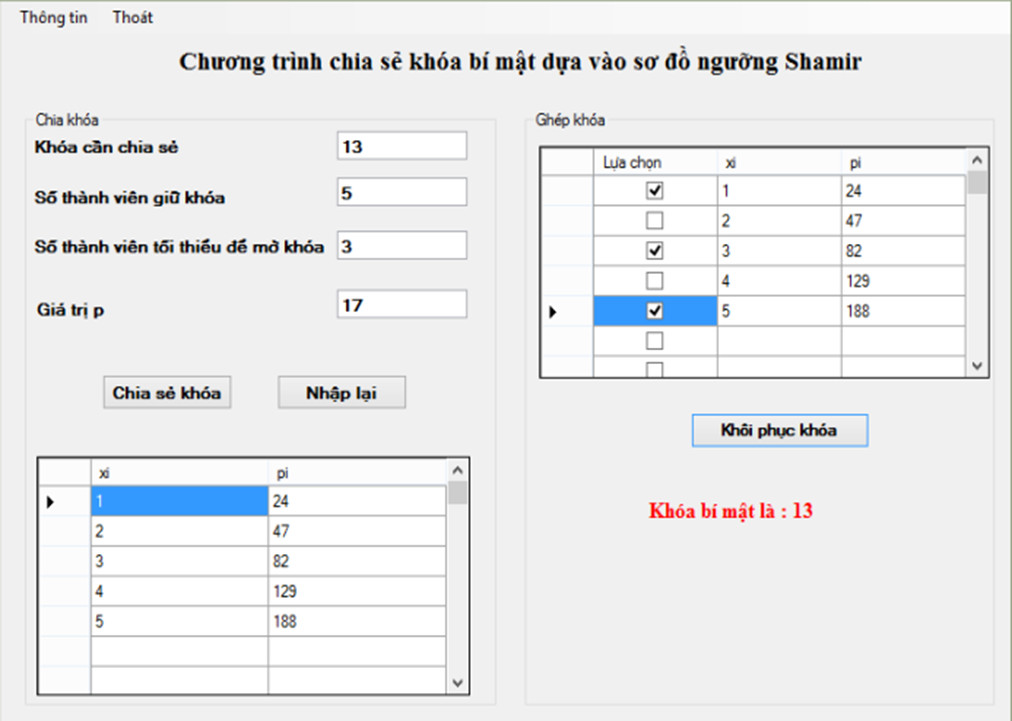 Thông tin Thoát
Chương trình chia sẻ khóa bí mật dựa vào sơ đồ ngưỡng Shamir
Chia khóa
Khóa cần chia sẻ 13
Số thành viên giữ khóa 5
Số thành viên tối thiểu để mở khóa 3
Giá trị p 17
Chia sẻ khóa Nhập lại
xi pi
1 24
2 47
3 82
4 129
5 188
Ghép khóa
Lựa chọn xi pi
1 24
2 47
3 82
4 129
5 188
Khôi phục khóa
Khóa bí mật là : 13